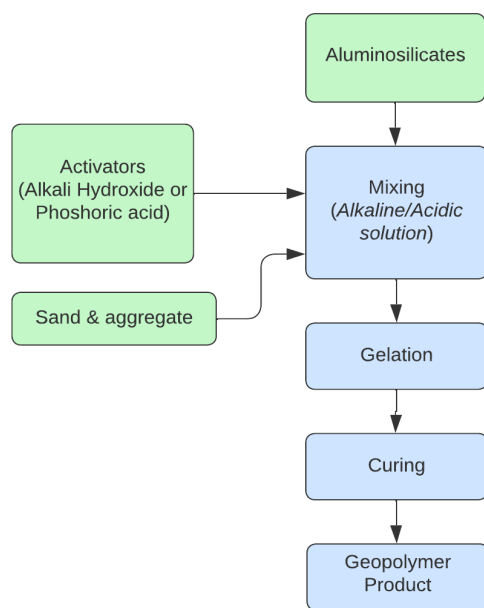 Aluminosilicates
Activators
(Alkali Hydroxide or
Phoshoric acid)
Mixing
(Alkaline/Acidic
solution)
Sand & aggregate
Gelation
Curing
Geopolymer
Product